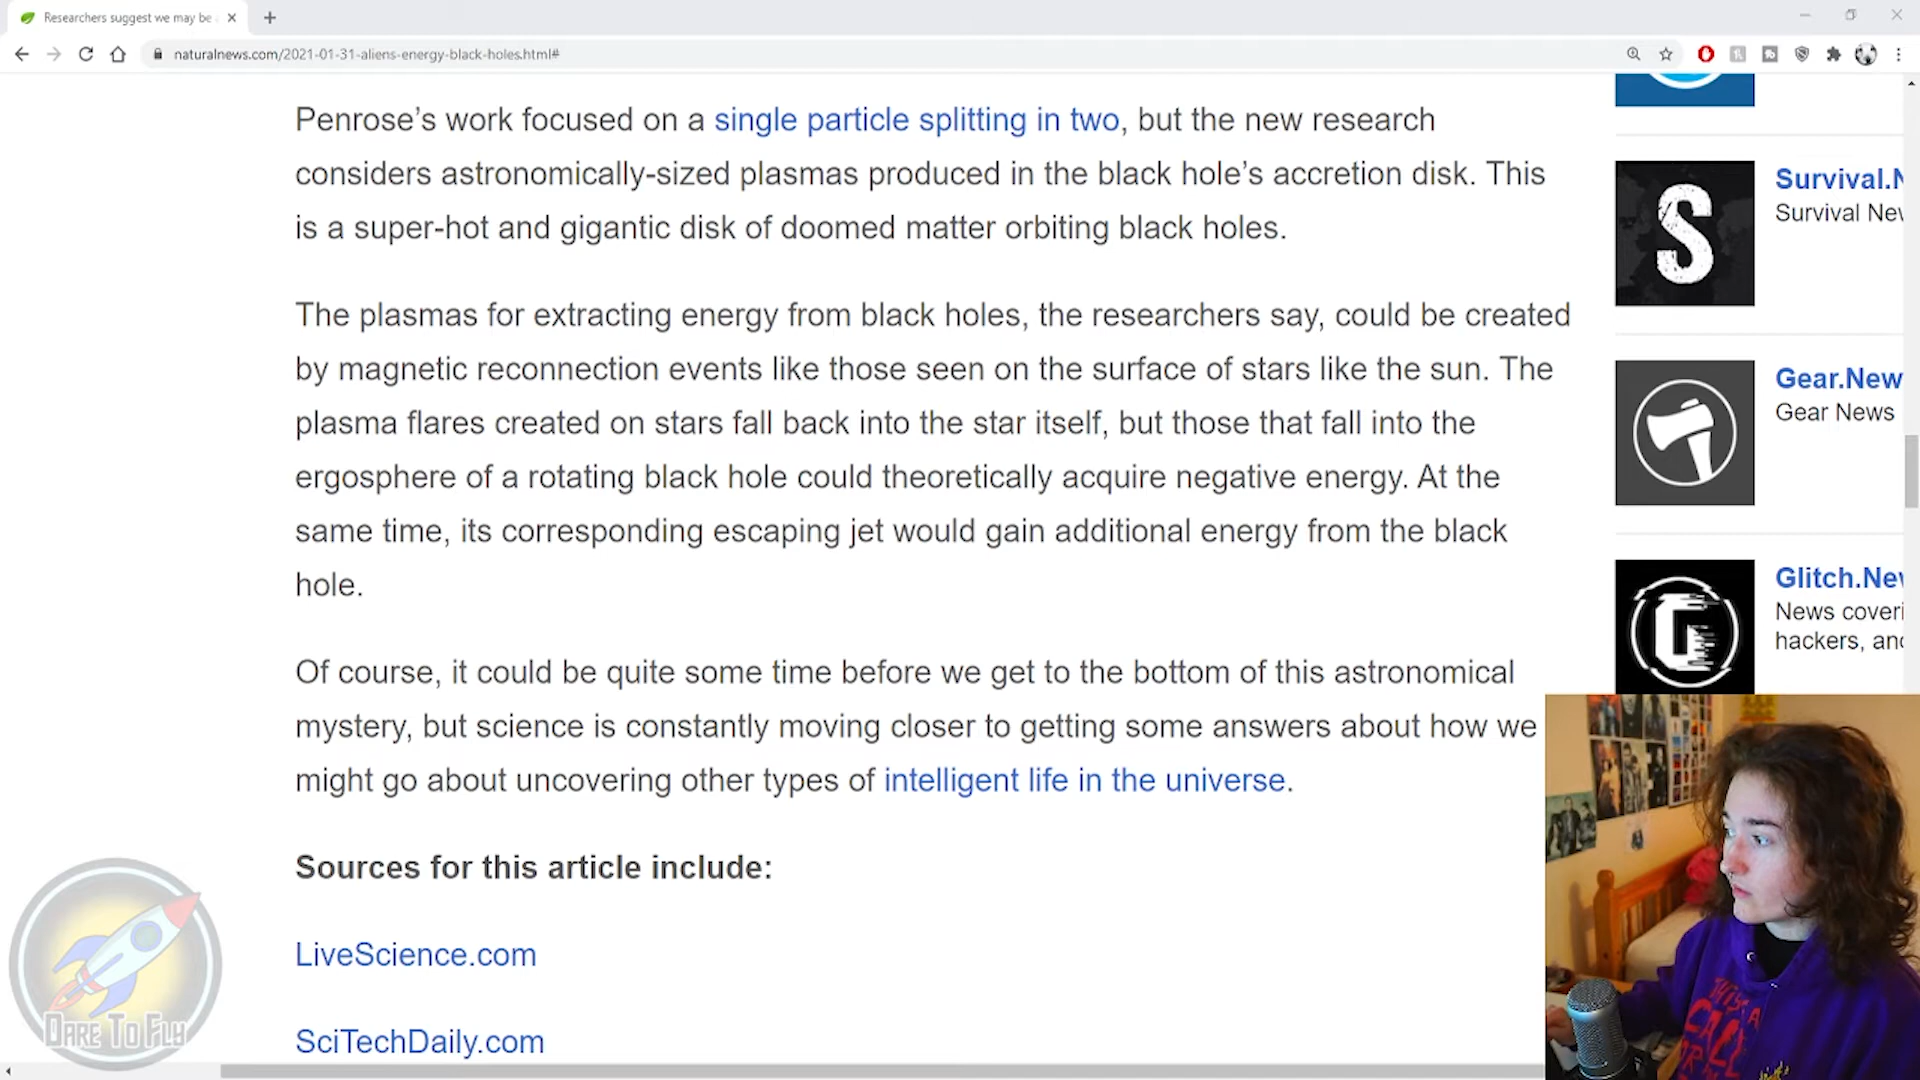 Researchers suggest we may be
naturalnews.com/2021-01-31-aliens-energy-black-holes.html#
Penrose’s work focused on a single particle splitting in two, but the new research
considers astronomically-sized plasmas produced in the black hole’s accretion disk. This
is a super-hot and gigantic disk of doomed matter orbiting black holes.
The plasmas for extracting energy from black holes, the researchers say, could be created
by magnetic reconnection events like those seen on the surface of stars like the sun. The
plasma flares created on stars fall back into the star itself, but those that fall into the
ergosphere of a rotating black hole could theoretically acquire negative energy. At the
same time, its corresponding escaping jet would gain additional energy from the black
hole.
Of course, it could be quite some time before we get to the bottom of this astronomical
mystery, but science is constantly moving closer to getting some answers about how we
might go about uncovering other types of intelligent life in the universe.
Sources for this article include:
LiveScience.com
SciTechDaily.com
S
Survival.N
Survival Nev
Gear.New
Gear News
G
Glitch.Nev
News coveri
hackers, and
DARE TO FLY